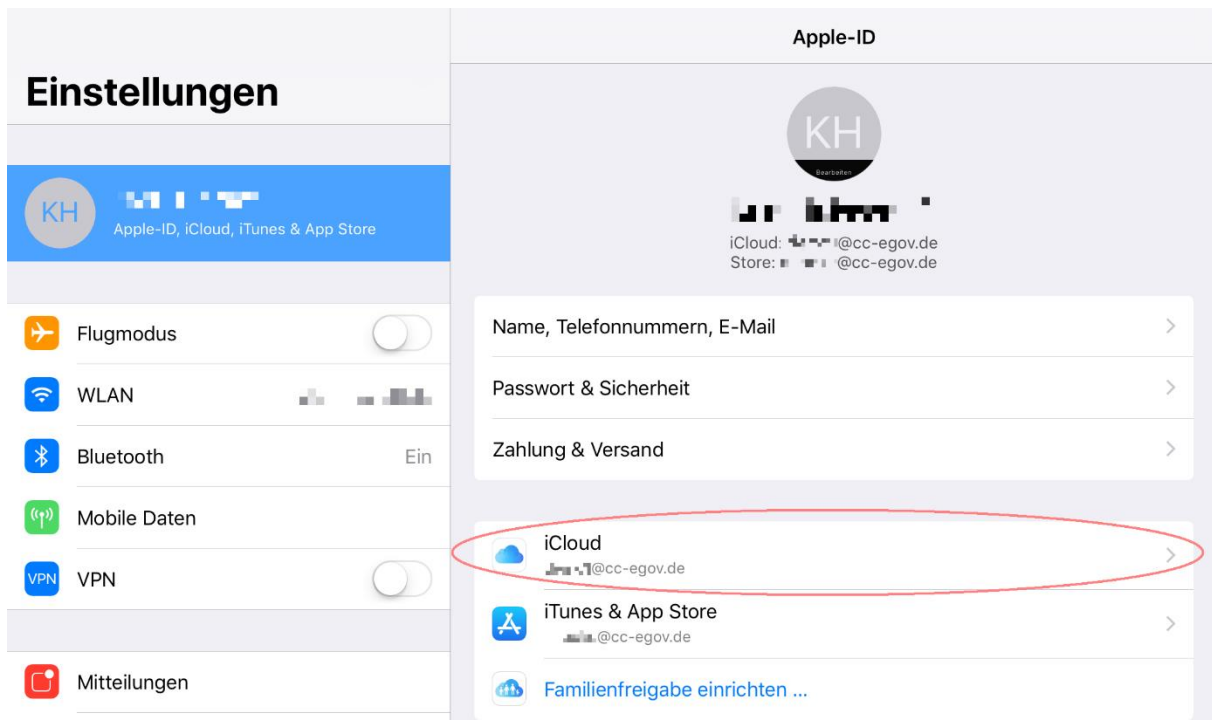 Einstellungen
KH
Apple-ID, iCloud, iTunes & App Store
Flugmodus
WLAN
Bluetooth Ein
Mobile Daten
VPN VPN
Mitteilungen
Apple-ID
KH
Bearbeiten
iCloud: @cc-egov.de
Store: @cc-egov.de
Name, Telefonnummern, E-Mail
Passwort & Sicherheit
Zahlung & Versand
iCloud
@cc-egov.de
iTunes & App Store
@cc-egov.de
Familienfreigabe einrichten ...